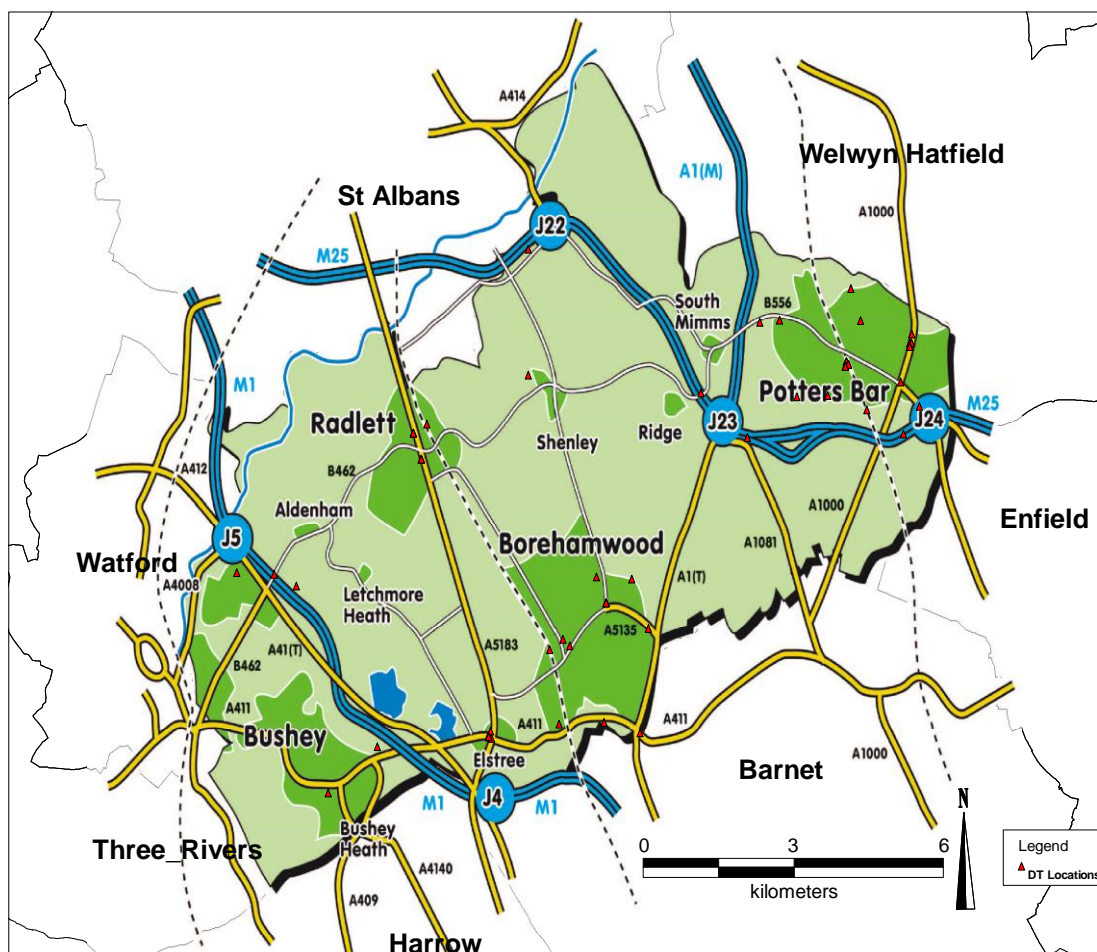 A414
Welwyn Hatfield
A1(M)
St Albans
A1000
J22
M25
South
Mimms
B556
M1
Potters Bar
Radlett
J23
J24
M25
Shenley
Ridge
A412
B462
Aldenham
A1000
Enfield
J5
Borehamwood
A1081
Watford
A4008
A1(T)
Letchmore
Heath
A5183
A5135
A41(T)
B462
A411
A411
A411
Bushey
A1000
Elstree
Barnet
J4
M1
M1
N
Bushey
Heath
Three_Rivers
0
3
6
kilometers
Legend
DT Locations
A4140
A409
Harrow